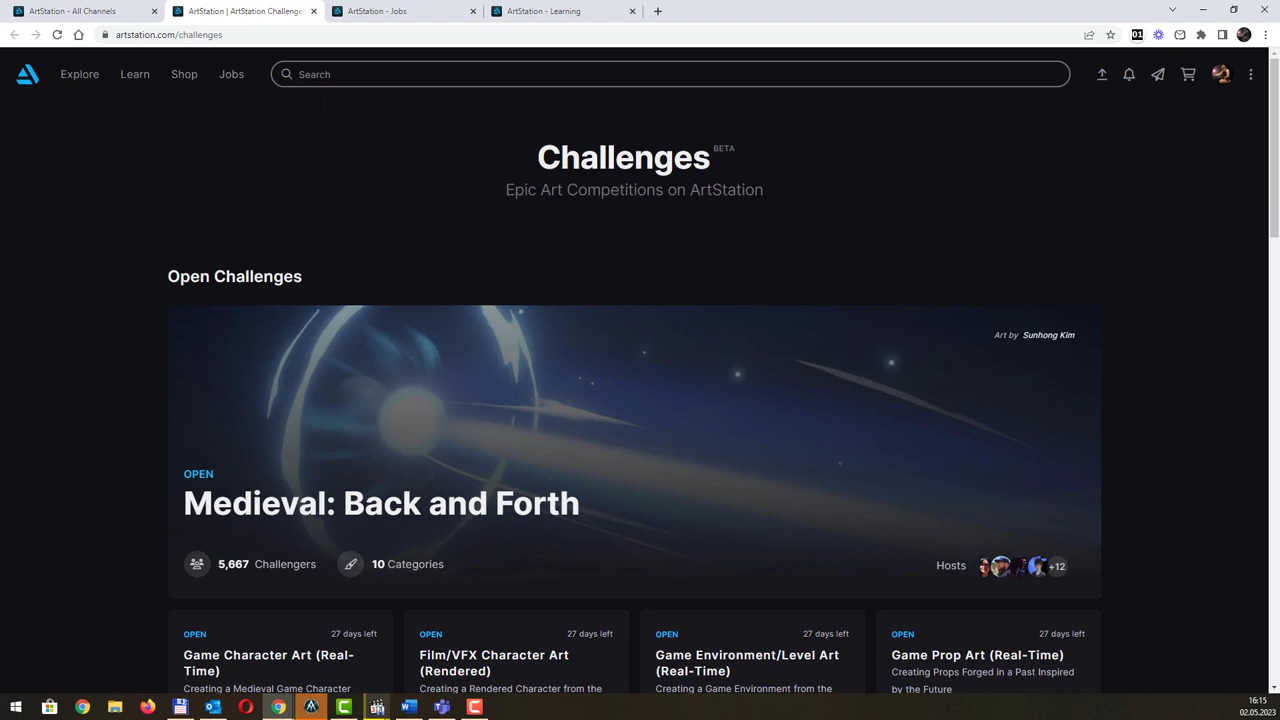 ArtStation - All Channels
ArtStation | ArtStation Challenge
ArtStation - Jobs
ArtStation - Learning
artstation.com/challenges
01
Explore
Learn
Shop
Jobs
Search
Challenges BETA
Epic Art Competitions on ArtStation
Open Challenges
Art by Sunhong Kim
OPEN
Medieval: Back and Forth
5,667 Challengers
10 Categories
Hosts
+12
OPEN
27 days left
Game Character Art (Real-
Time)
Creating a Medieval Game Character
OPEN
27 days left
Film/VFX Character Art
(Rendered)
Creating a Rendered Character from the
OPEN
27 days left
Game Environment/Level Art
(Real-Time)
Creating a Game Environment from the
OPEN
27 days left
Game Prop Art (Real-Time)
Creating Props Forged in a Past Inspired
by the Future
16:15
02.05.2023